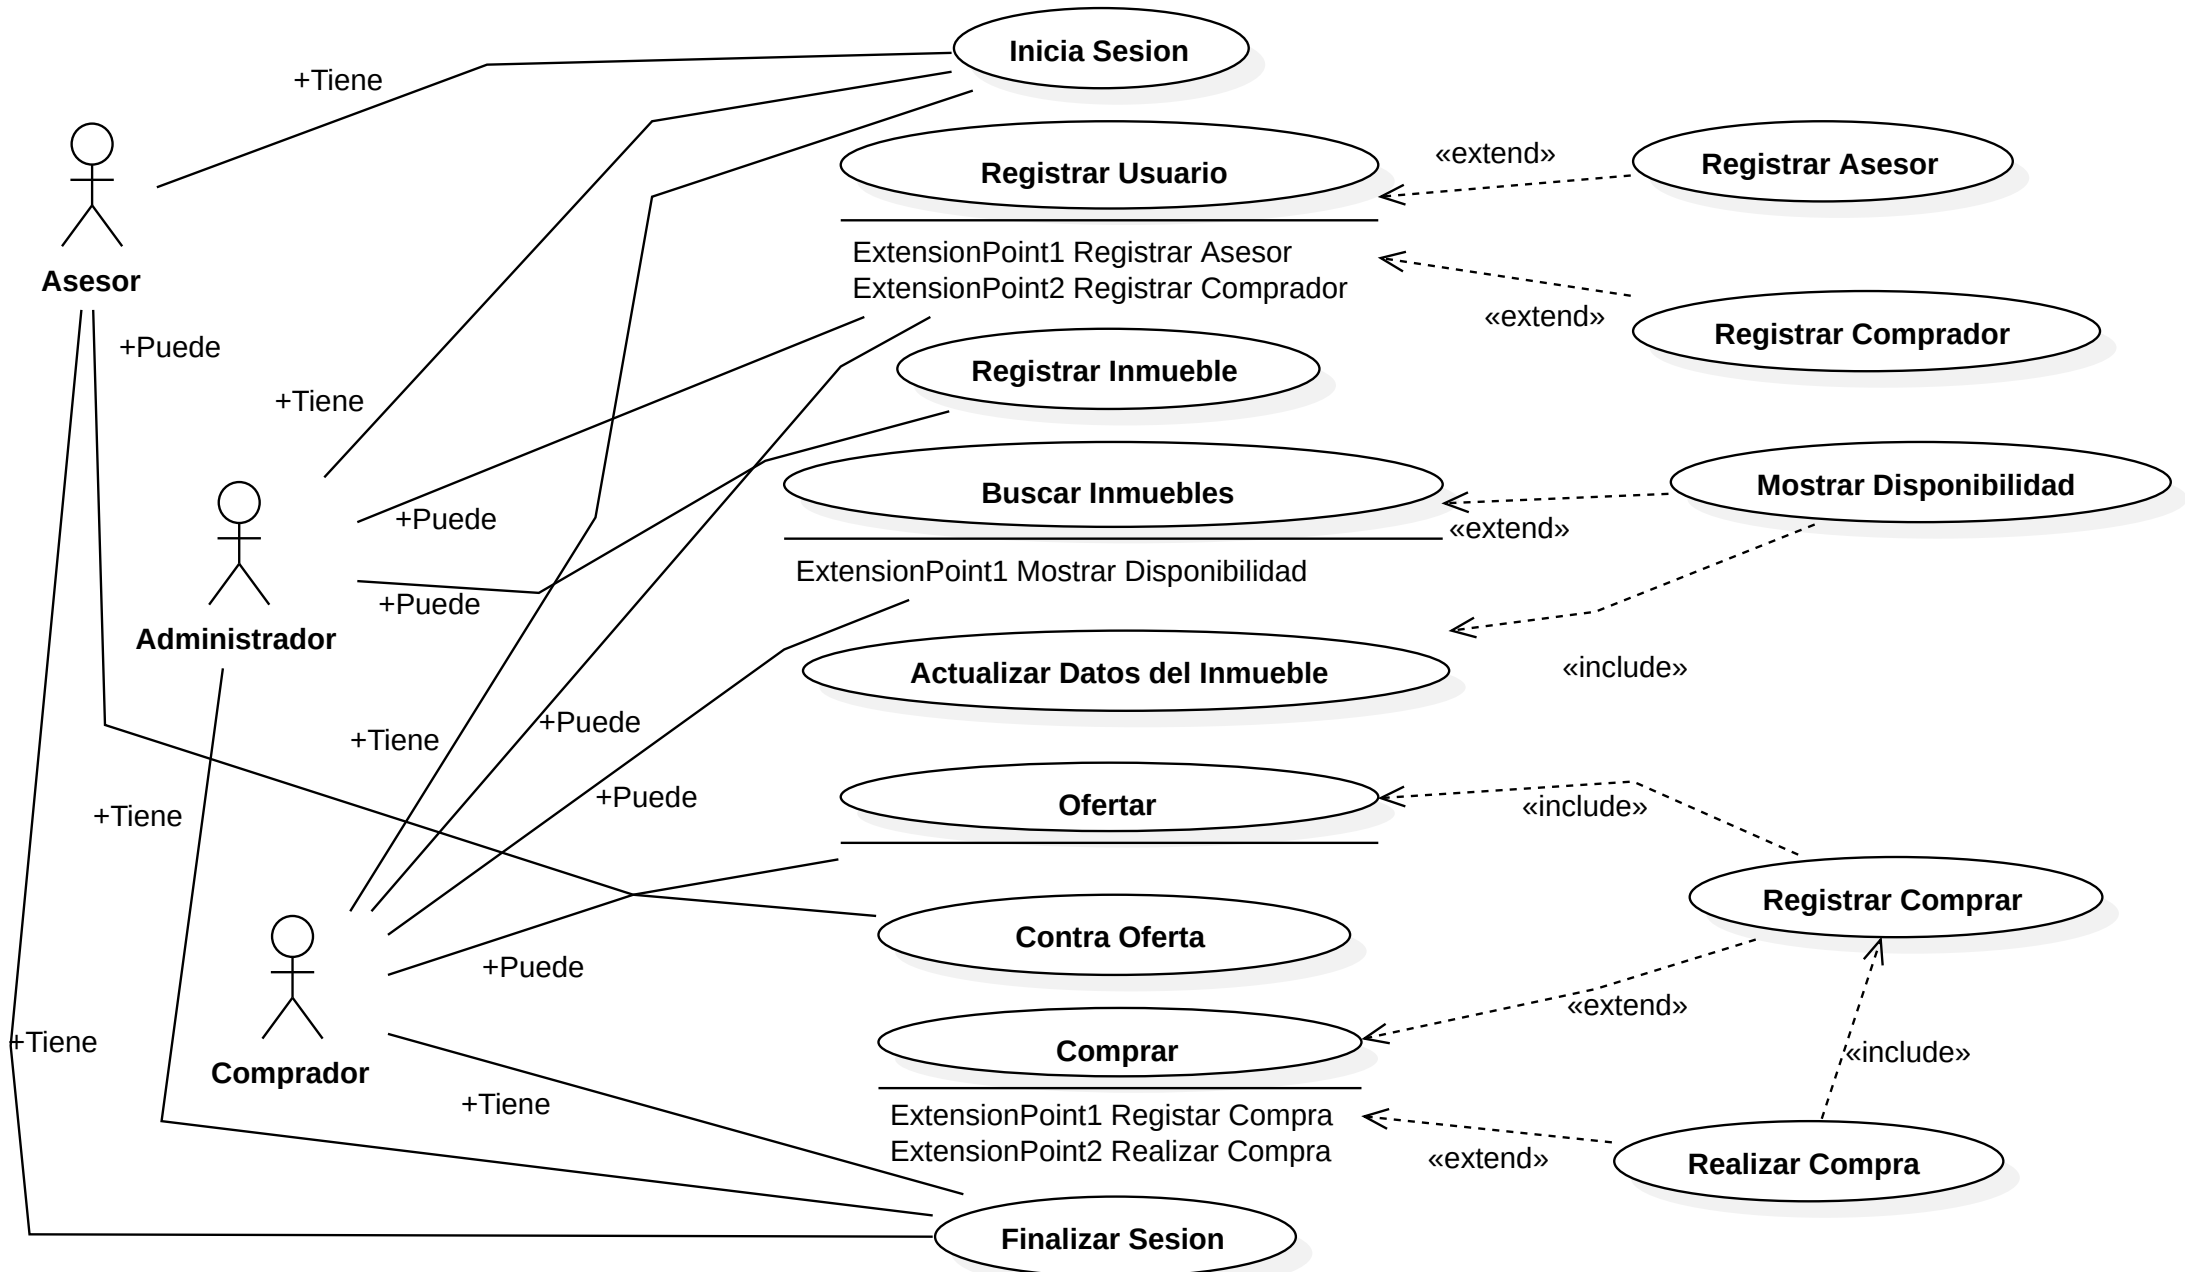 Inicia Sesion
+Tiene
Registrar Usuario
«extend»
Registrar Asesor
ExtensionPoint1 Registrar Asesor
ExtensionPoint2 Registrar Comprador
Asesor
«extend»
Registrar Comprador
+Puede
Registrar Inmueble
+Tiene
Buscar Inmuebles
Mostrar Disponibilidad
+Puede
«extend»
ExtensionPoint1 Mostrar Disponibilidad
+Puede
Administrador
Actualizar Datos del Inmueble
«include»
+Puede
+Tiene
+Puede
Ofertar
«include»
+Tiene
Registrar Comprar
Contra Oferta
+Puede
«extend»
+Tiene
Comprar
«include»
Comprador
+Tiene
ExtensionPoint1 Registar Compra
ExtensionPoint2 Realizar Compra
«extend»
Realizar Compra
Finalizar Sesion